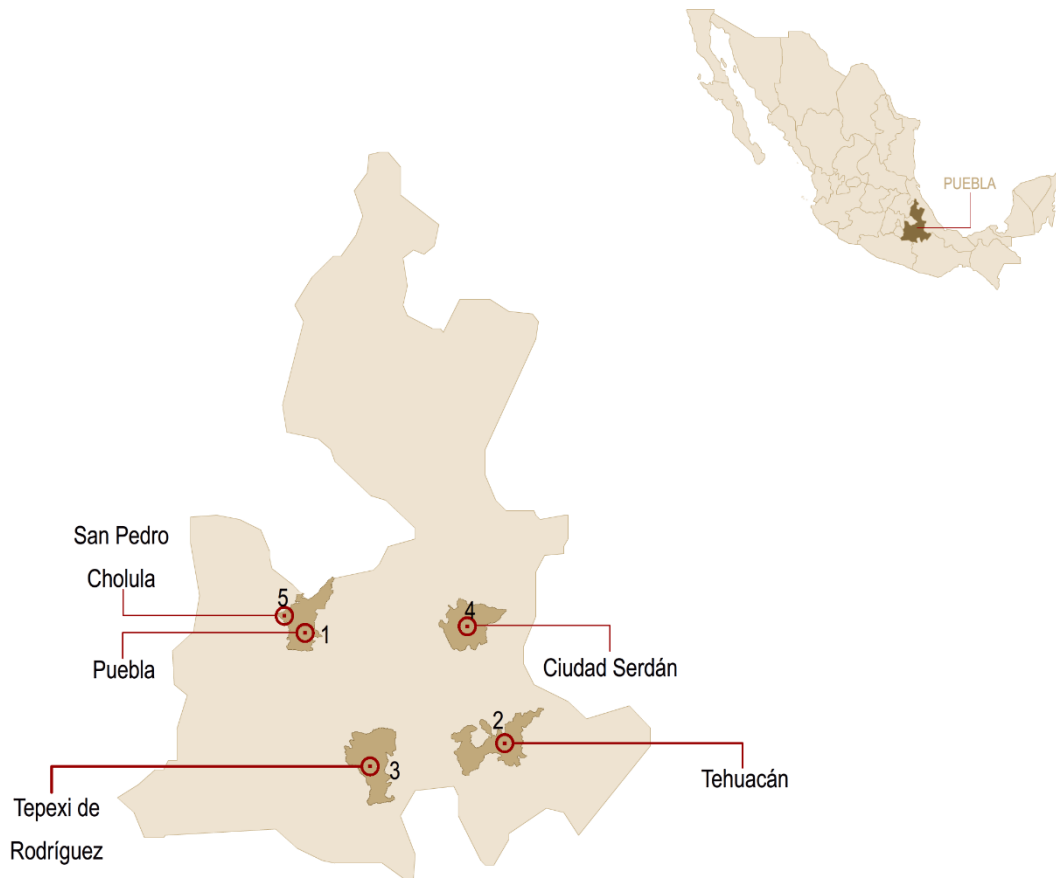 PUEBLA
San Pedro
Cholula
5
1
Puebla
4
Ciudad Serdán
2
Tehuacán
3
Tepexi de
Rodríguez